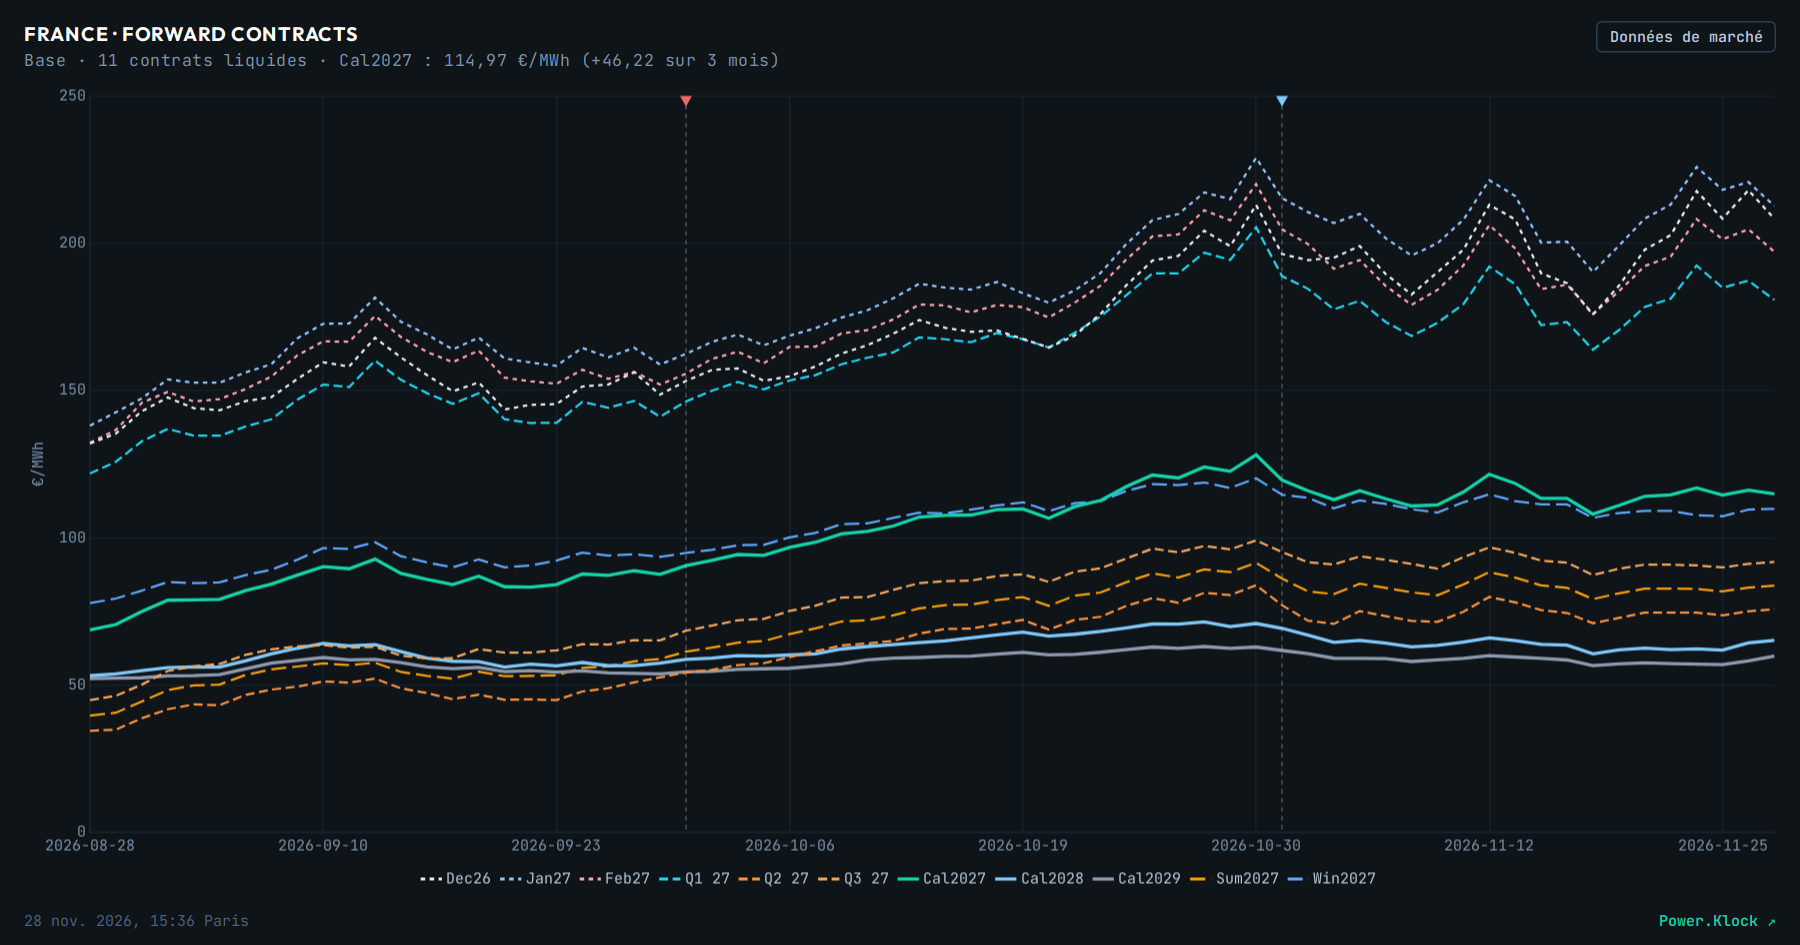 FRANCE · FORWARD CONTRACTS
Base · 11 contrats liquides · Cal2027 : 114,97 €/MWh (+46,22 sur 3 mois)
Données de marché
€/MWh
250
200
150
100
50
0
2026-08-28 2026-09-10 2026-09-23 2026-10-06 2026-10-19 2026-10-30 2026-11-12 2026-11-25
Dec26 Jan27 Feb27 Q1 27 Q2 27 Q3 27 Cal2027 Cal2028 Cal2029 Sum2027 Win2027
28 nov. 2026, 15:36 Paris
Power.Klock ↗